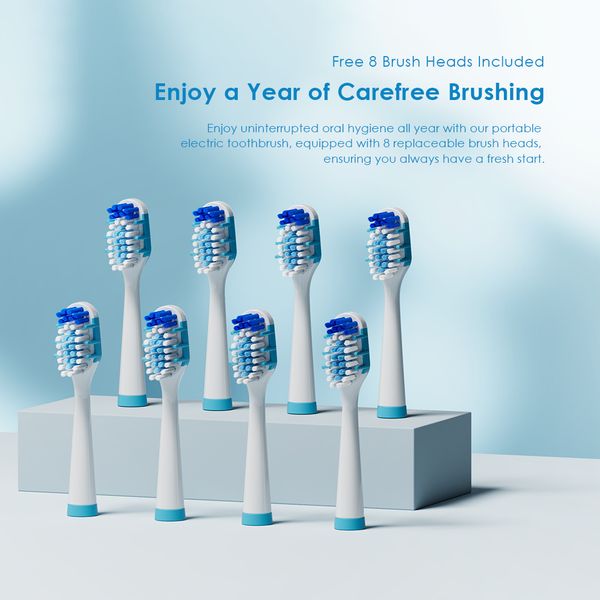 Free 8 Brush Heads Included
Enjoy a Year of Carefree Brushing
Enjoy uninterrupted oral hygiene all year with our portable
electric toothbrush, equipped with 8 replaceable brush heads,
ensuring you always have a fresh start.